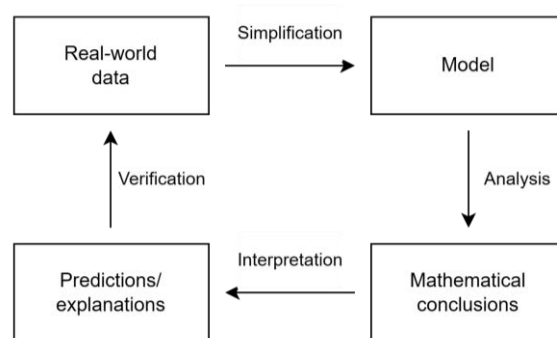 Simplification
Real-world
data
Model
Verification
Analysis
Interpretation
Predictions/
explanations
Mathematical
conclusions